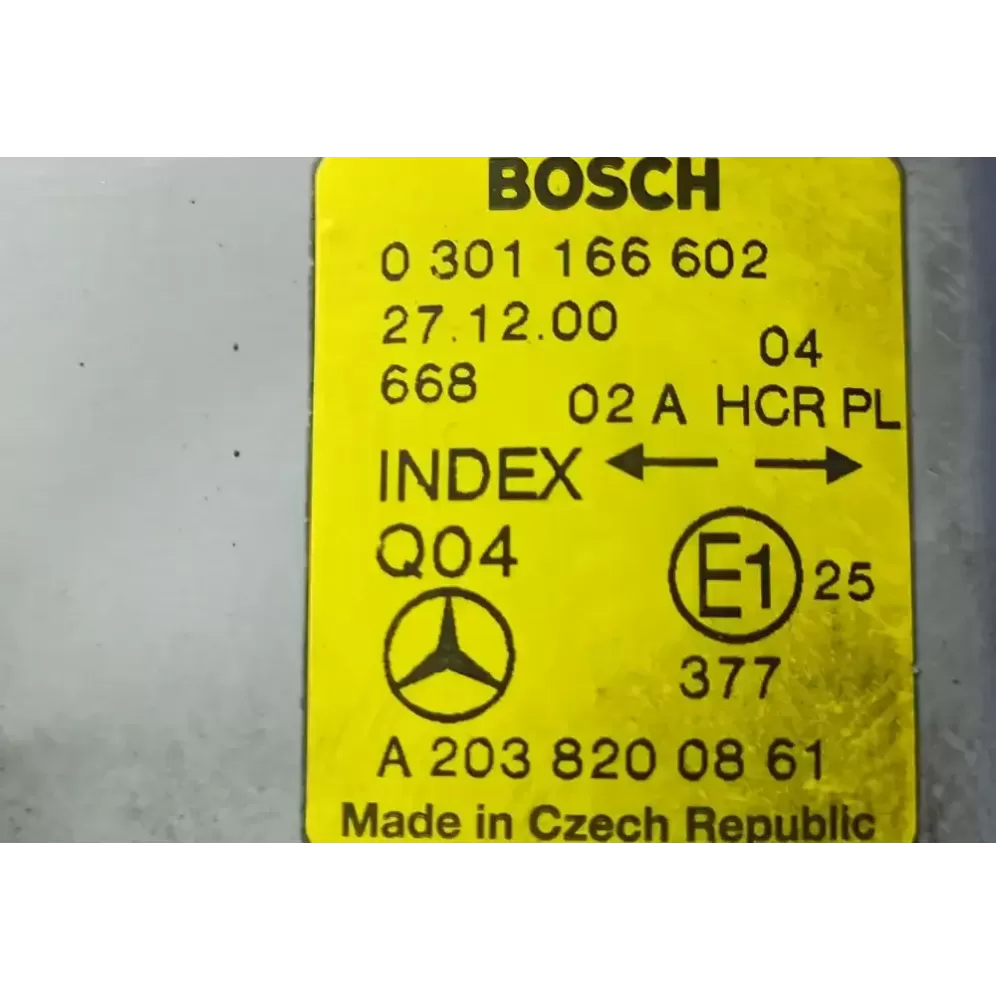 BOSCH
0 301 166 602
27.12.00
04
668
02 A HCR PL
INDEX ← →
Q04
E1 25
377
A 203 820 08 61
Made in Czech Republic